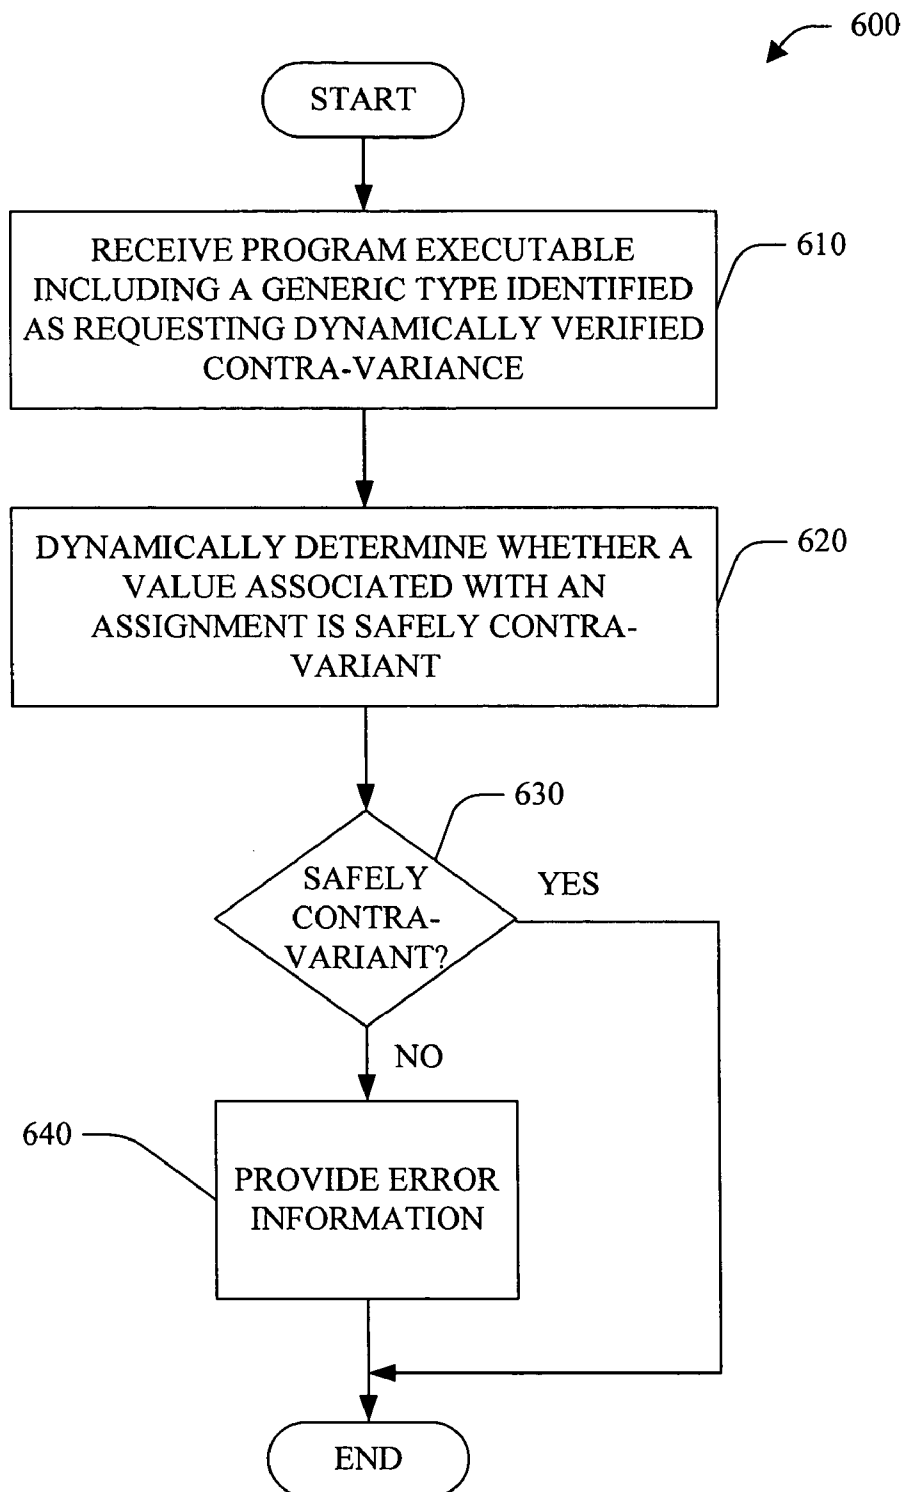 600
START
RECEIVE PROGRAM EXECUTABLE
INCLUDING A GENERIC TYPE IDENTIFIED
AS REQUESTING DYNAMICALLY VERIFIED
CONTRA-VARIANCE
610
DYNAMICALLY DETERMINE WHETHER A
VALUE ASSOCIATED WITH AN
ASSIGNMENT IS SAFELY CONTRA-
VARIANT
620
630
SAFELY
CONTRA-
VARIANT?
YES
NO
640
PROVIDE ERROR
INFORMATION
END